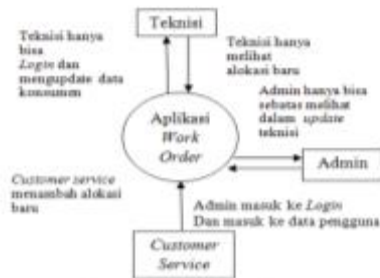 Teknisi
Teknisi hanya
bisa
Login dan
mengupdate data
konsumen
Teknisi hanya
melihat
alokasi baru
Admin hanya bisa
sebatas melihat
dalam update
teknisi
Aplikasi
Work
Order
Admin
Customer service
menambah alokasi
baru
Admin masuk ke Login
Dan masuk ke data pengguna
Customer
Service